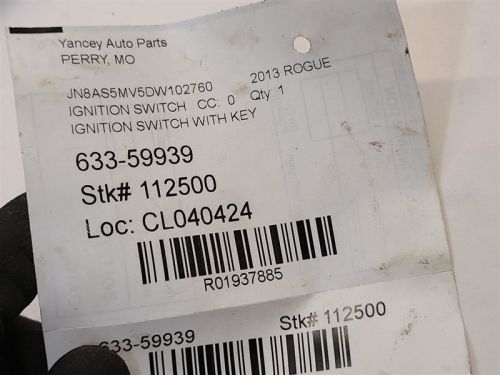 Yancey Auto Parts
PERRY, MO
JN8AS5MV5DW102760 2013 ROGUE
IGNITION SWITCH CC: 0 Qty: 1
IGNITION SWITCH WITH KEY
633-59939
Stk# 112500
Loc: CL040424
R01937885
633-59939 Stk# 112500